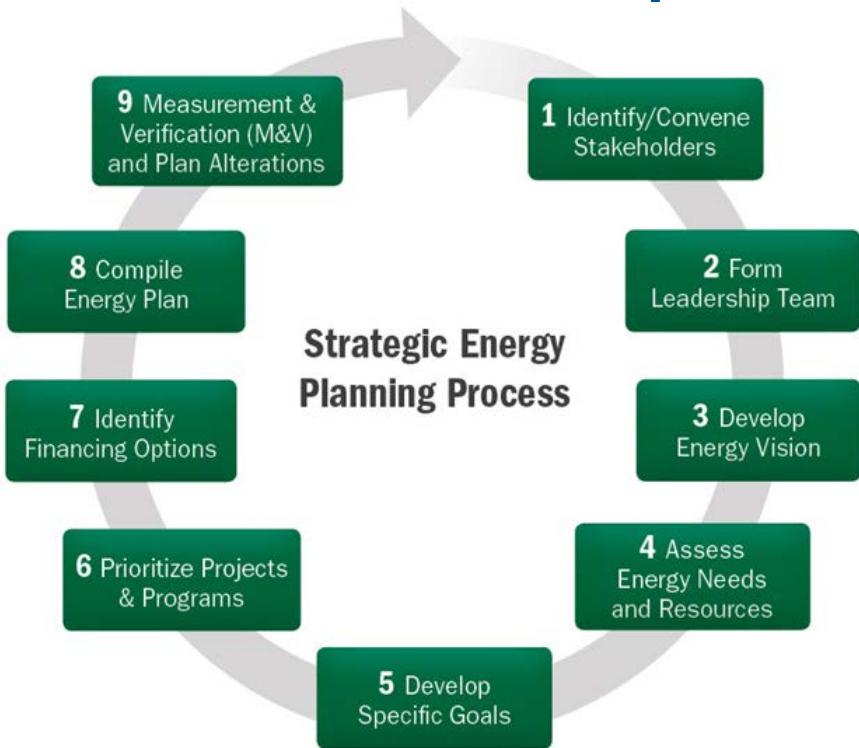 Strategic Energy
Planning Process
1 Identify/Convene
Stakeholders
2 Form
Leadership Team
3 Develop
Energy Vision
4 Assess
Energy Needs
and Resources
5 Develop
Specific Goals
6 Prioritize Projects
& Programs
7 Identify
Financing Options
8 Compile
Energy Plan
9 Measurement &
Verification (M&V)
and Plan Alterations